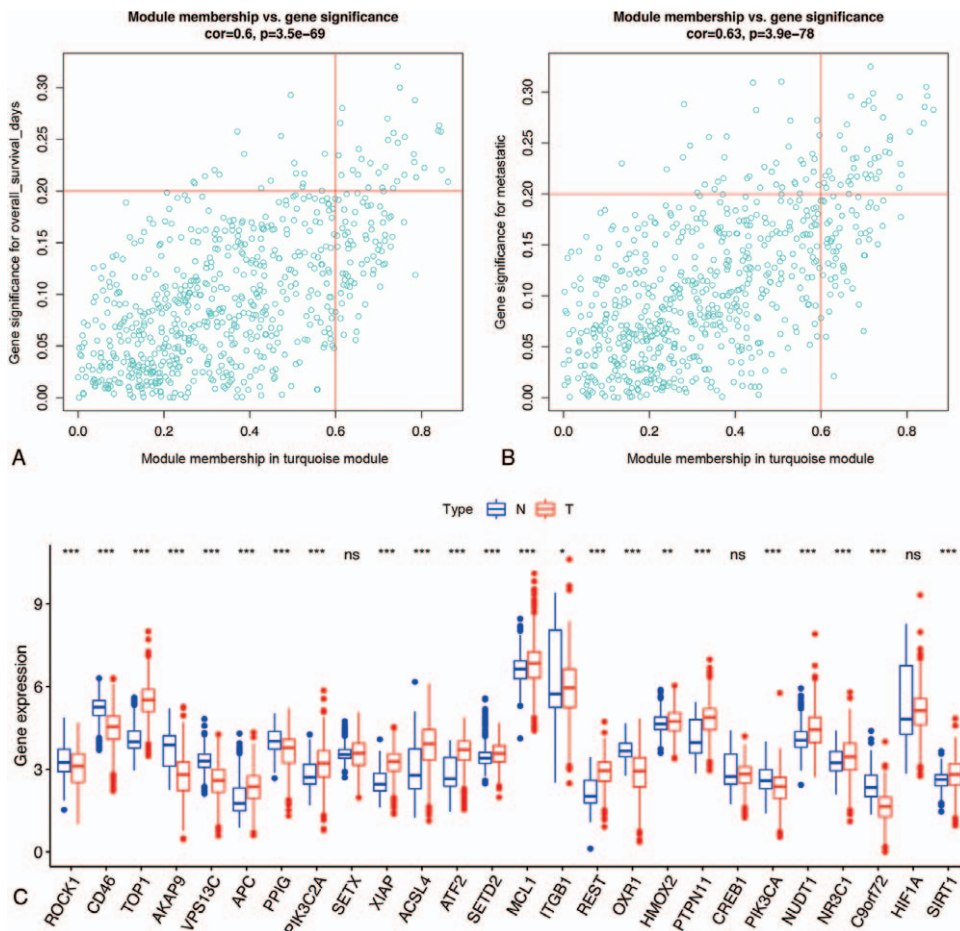 Module membership vs. gene significance
cor=0.6, p=3.5e−69
Gene significance for overall_survival_days
0.00 0.05 0.10 0.15 0.20 0.25 0.30
0.0 0.2 0.4 0.6 0.8
A Module membership in turquoise module
Module membership vs. gene significance
cor=0.63, p=3.9e−78
Gene significance for metastatic
0.00 0.05 0.10 0.15 0.20 0.25 0.30
0.0 0.2 0.4 0.6 0.8
B Module membership in turquoise module
Type N T
*** *** *** *** *** *** *** *** ns *** *** *** *** *** * *** *** ** *** ns *** *** *** *** ns ***
Gene expression
9
6
3
0
C ROCK1 CD46 TOP1 AKAP9 VPS13C APC PPIG PIK3C2A SETX XIAP ACSL4 ATF2 SETD2 MCL1 ITGB1 REST OXR1 HMOX2 PTPN11 CREB1 PIK3CA NUDT1 NR3C1 C9orf72 HIF1A SIRT1